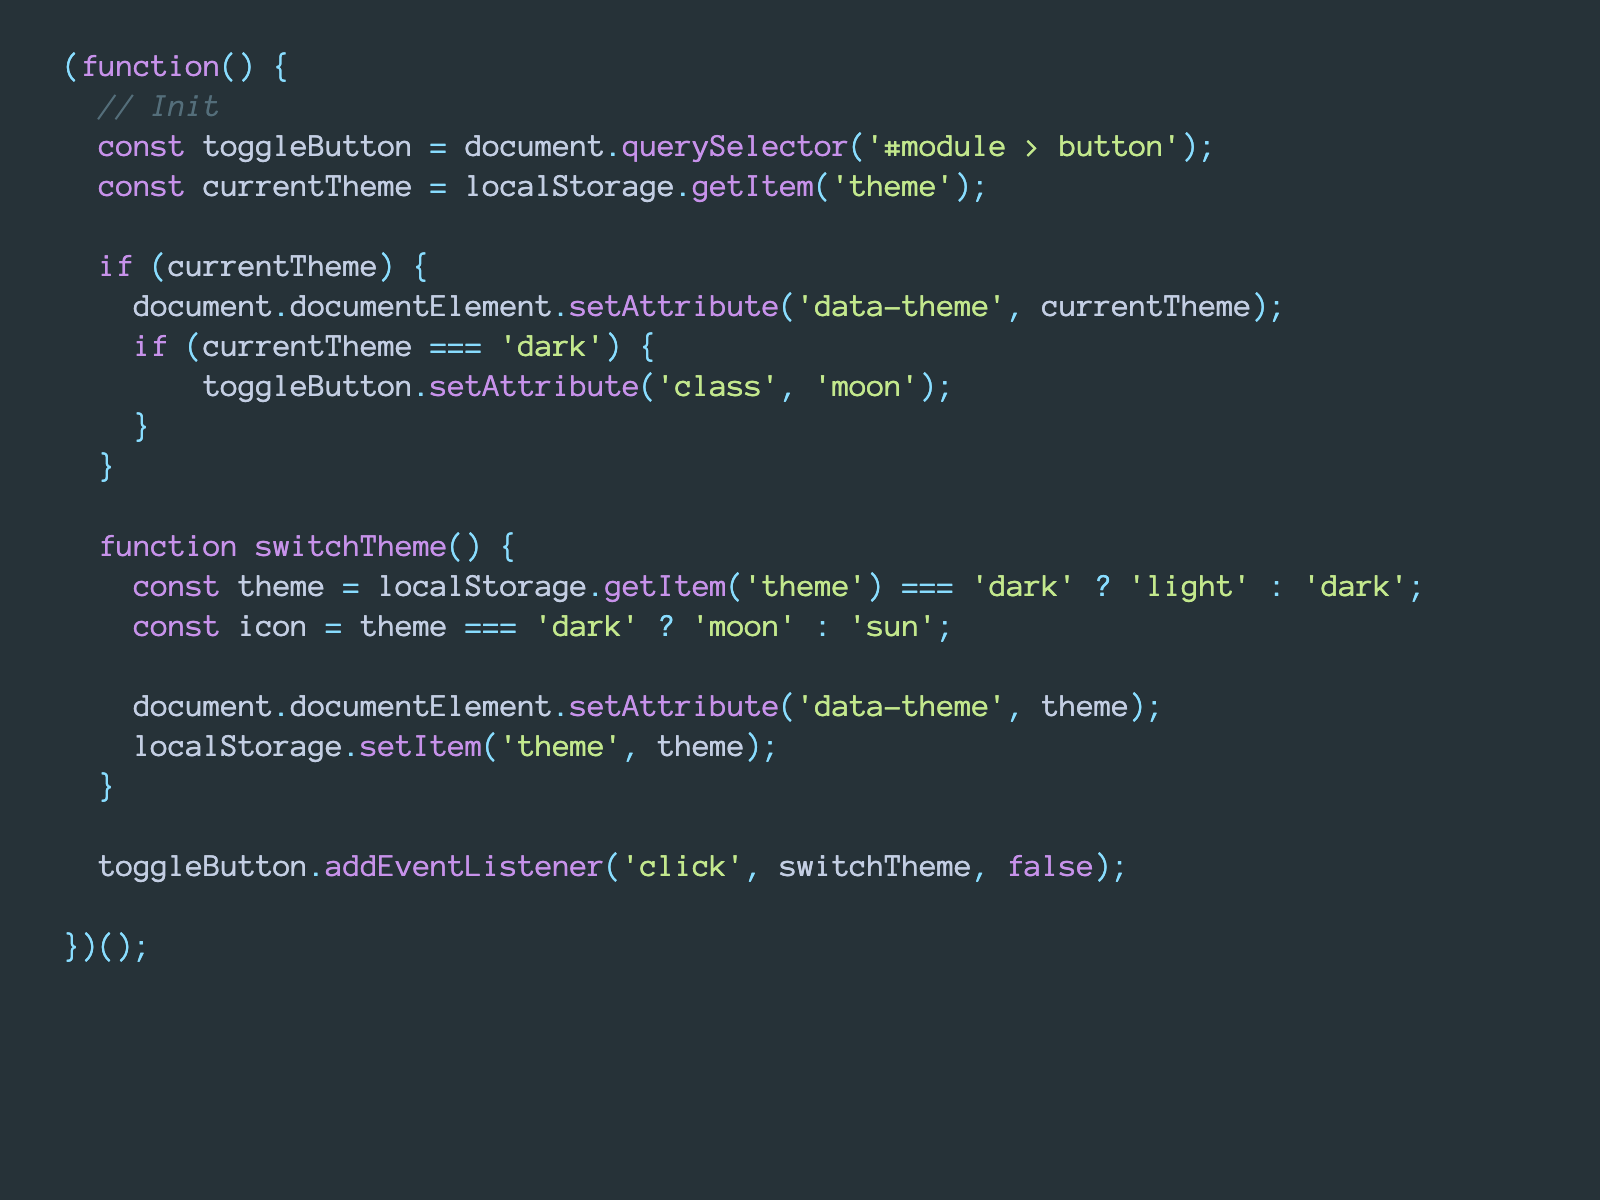 (function() {
  // Init
  const toggleButton = document.querySelector('#module > button');
  const currentTheme = localStorage.getItem('theme');

  if (currentTheme) {
    document.documentElement.setAttribute('data-theme', currentTheme);
    if (currentTheme === 'dark') {
        toggleButton.setAttribute('class', 'moon');
    }
  }

  function switchTheme() {
    const theme = localStorage.getItem('theme') === 'dark' ? 'light' : 'dark';
    const icon = theme === 'dark' ? 'moon' : 'sun';

    document.documentElement.setAttribute('data-theme', theme);
    localStorage.setItem('theme', theme);
  }

  toggleButton.addEventListener('click', switchTheme, false);

})();